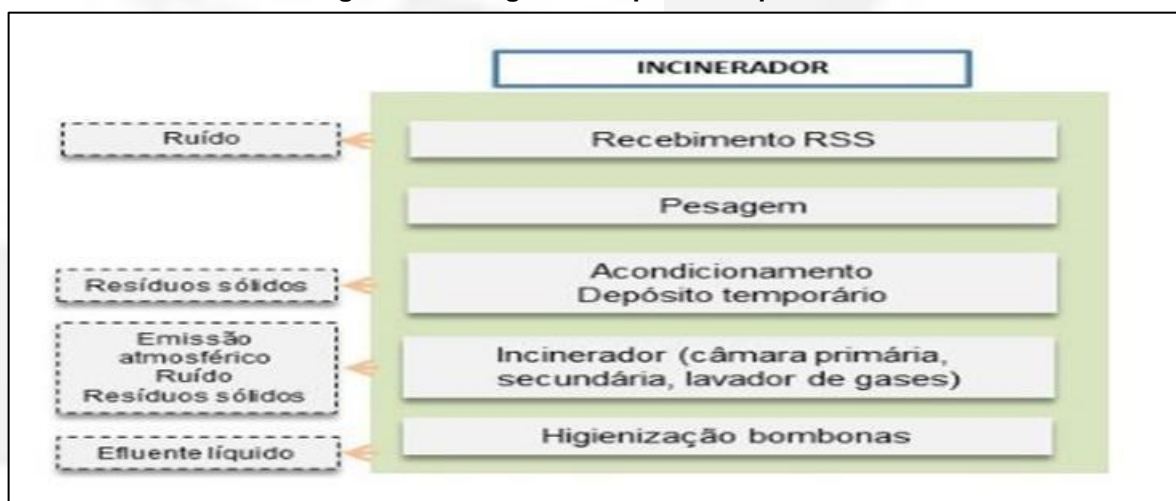 INCINERADOR
Ruído
Recebimento RSS
Pesagem
Resíduos sólidos
Acondicionamento
Depósito temporário
Emissão
atmosférico
Ruído
Resíduos sólidos
Incinerador (câmara primária,
secundária, lavador de gases)
Efluente líquido
Higienização bombonas